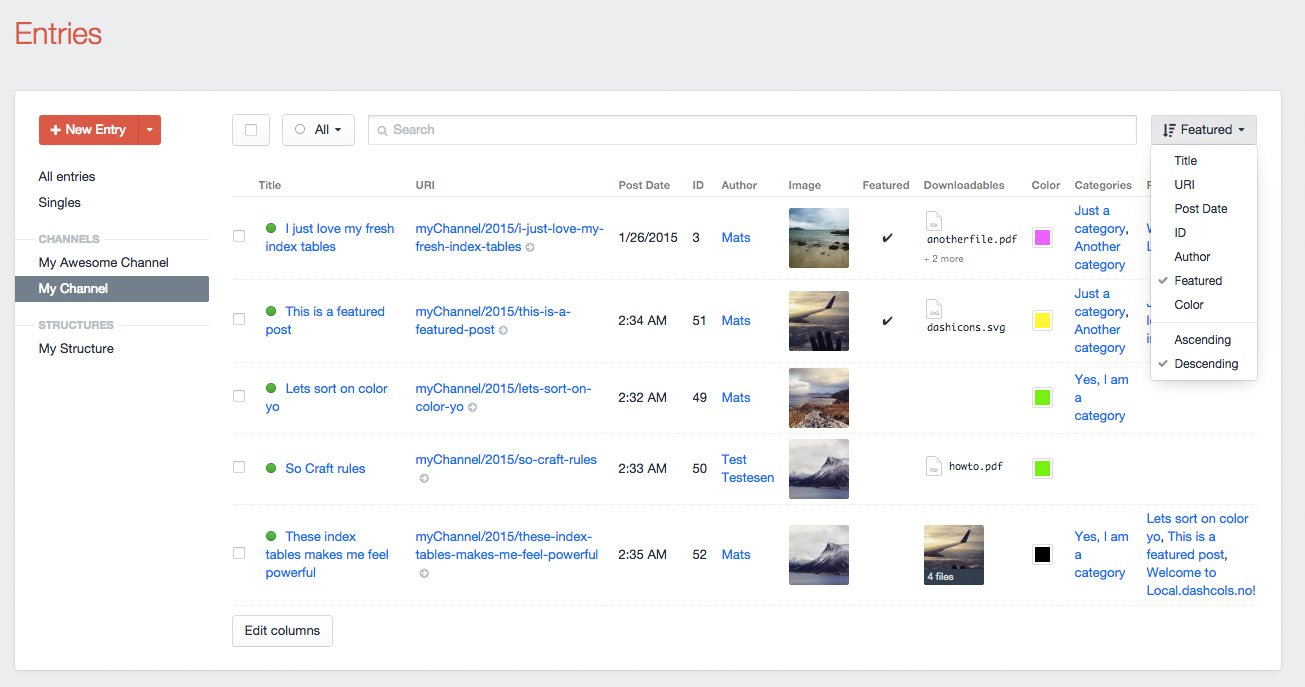 Entries
New Entry
All
Search
Featured
All entries
Singles
CHANNELS
My Awesome Channel
My Channel
STRUCTURES
My Structure
Title
URI
Post Date
ID
Author
Featured
Color
Ascending
Descending
Title URI Post Date ID Author Image Featured Downloadables Color Categories
I just love my fresh
index tables
myChannel/2015/i-just-love-my-
fresh-index-tables
1/26/2015
3
Mats
PDF
anotherfile.pdf
+ 2 more
Just a
category,
Another
category
This is a featured
post
myChannel/2015/this-is-a-
featured-post
2:34 AM
51
Mats
SVG
dashicons.svg
Just a
category,
Another
category
Lets sort on color
yo
myChannel/2015/lets-sort-on-
color-yo
2:32 AM
49
Mats
Yes, I am
a
category
So Craft rules
myChannel/2015/so-craft-rules
2:33 AM
50
Test
Testesen
PDF
howto.pdf
These index
tables makes me feel
powerful
myChannel/2015/these-index-
tables-makes-me-feel-powerful
2:35 AM
52
Mats
4 files
Yes, I am
a
category
Lets sort on color
yo, This is a
featured post,
Welcome to
Local.dashcols.no!
Edit columns